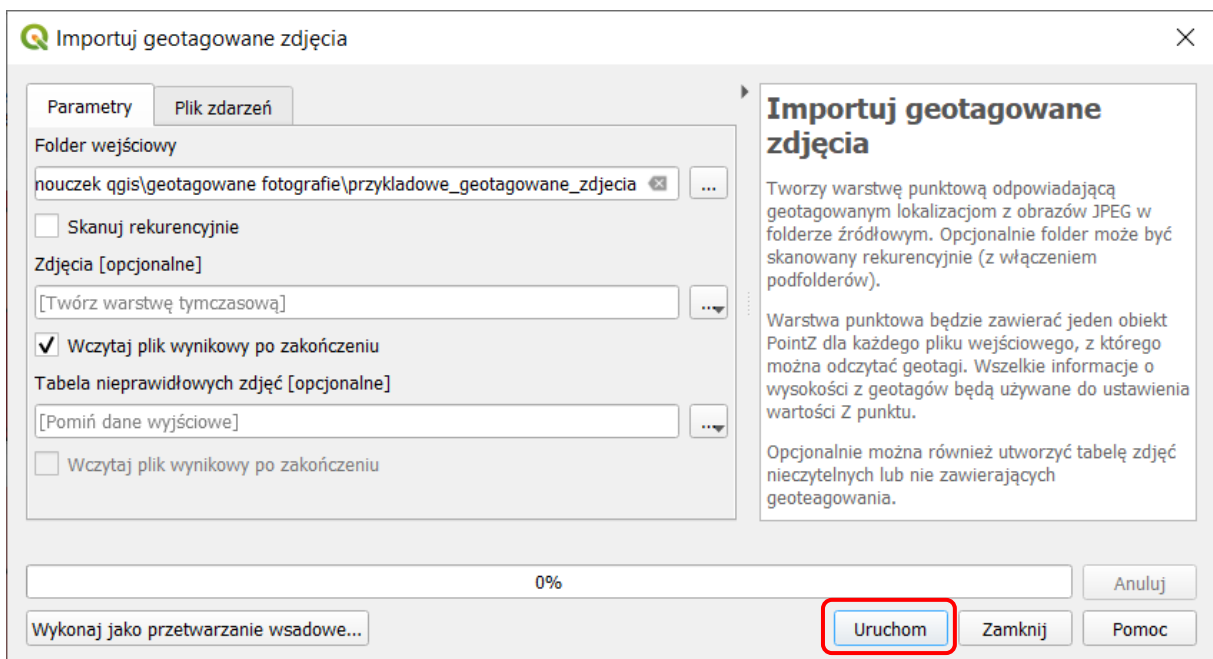 Importuj geotagowane zdjęcia
Parametry
Plik zdarzeń
Folder wejściowy
nouczek qgis\geotagowane fotografie\przykladowe_geotagowane_zdjecia
...
Skanuj rekurencyjnie
Zdjęcia [opcjonalne]
[Twórz warstwę tymczasową]
...
Wczytaj plik wynikowy po zakończeniu
Tabela nieprawidłowych zdjęć [opcjonalne]
[Pomiń dane wyjściowe]
...
Wczytaj plik wynikowy po zakończeniu
Importuj geotagowane
zdjęcia
Tworzy warstwę punktową odpowiadającą
geotagowanym lokalizacjom z obrazów JPEG w
folderze źródłowym. Opcjonalnie folder może być
skanowany rekurencyjnie (z włączeniem
podfolderów).
Warstwa punktowa będzie zawierać jeden obiekt
PointZ dla każdego pliku wejściowego, z którego
można odczytać geotagi. Wszelkie informacje o
wysokości z geotagów będą używane do ustawienia
wartości Z punktu.
Opcjonalnie można również utworzyć tabelę zdjęć
nieczytelnych lub nie zawierających
geoteagowania.
0%
Anuluj
Wykonaj jako przetwarzanie wsadowe...
Uruchom
Zamknij
Pomoc